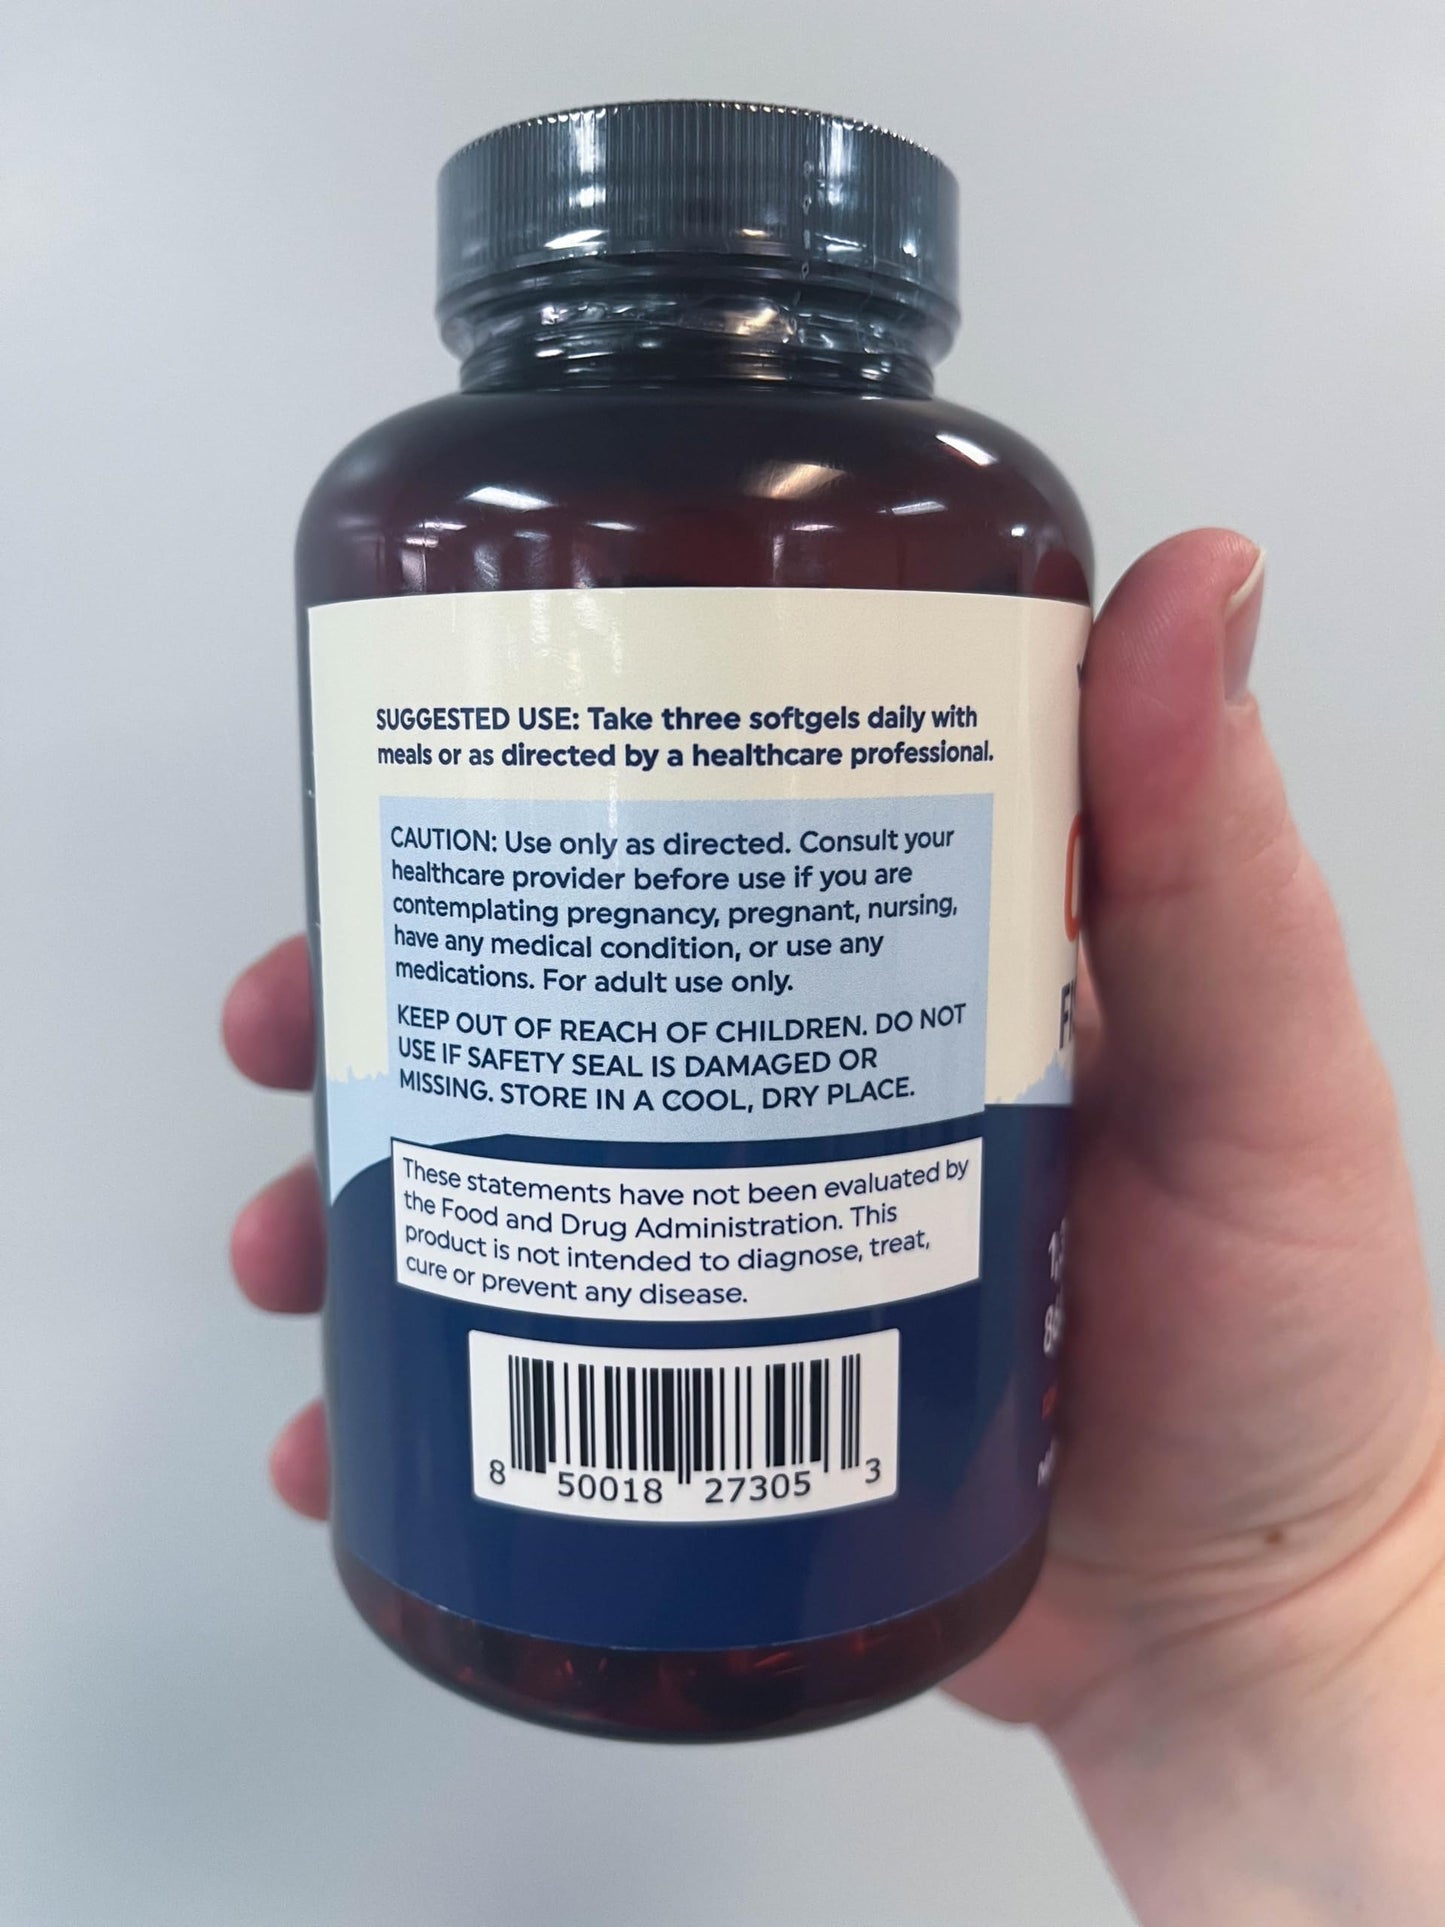 SUGGESTED USE: Take three softgels daily with
meals or as directed by a healthcare professional.
CAUTION: Use only as directed. Consult your
healthcare provider before use if you are
contemplating pregnancy, pregnant, nursing,
have any medical condition, or use any
medications. For adult use only.
KEEP OUT OF REACH OF CHILDREN. DO NOT
USE IF SAFETY SEAL IS DAMAGED OR
MISSING. STORE IN A COOL, DRY PLACE.
These statements have not been evaluated by
the Food and Drug Administration. This
product is not intended to diagnose, treat,
cure or prevent any disease.
8 50018 27305 3